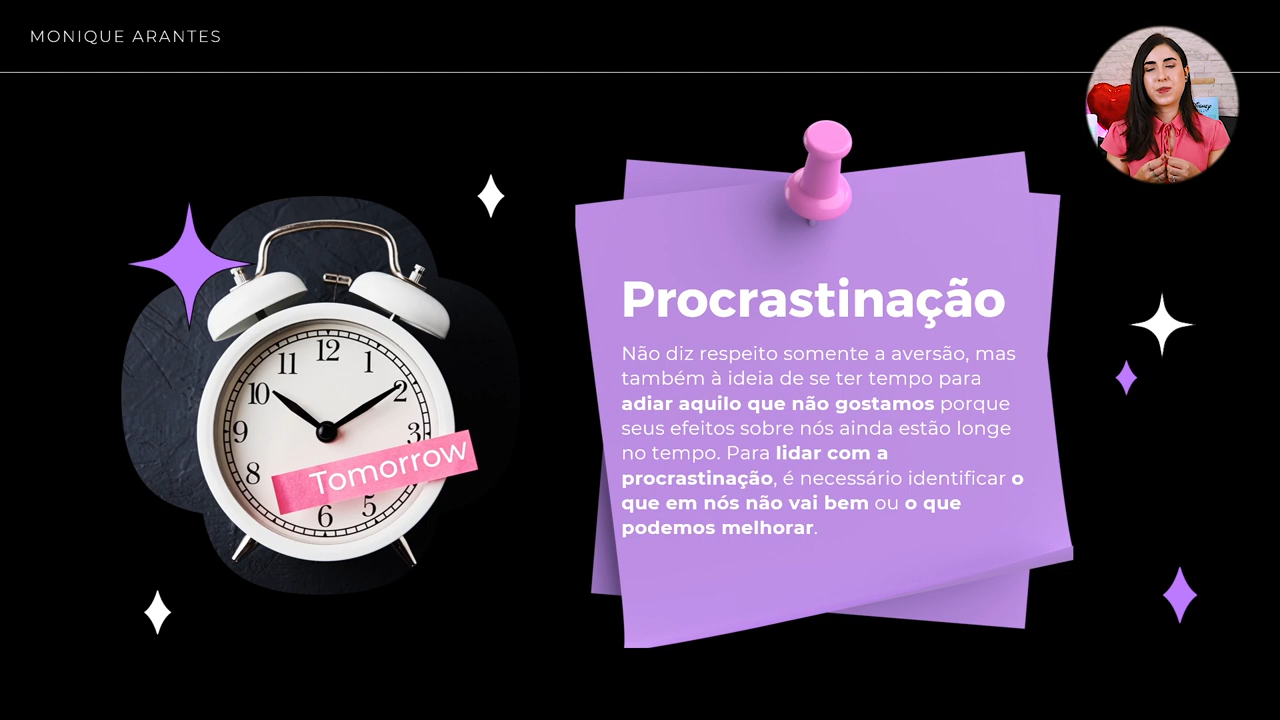 MONIQUE ARANTES
12
11
1
10
2
9
3
8
6
5
Tomorrow
Procrastinação
Não diz respeito somente a aversão, mas
também à ideia de se ter tempo para
adiar aquilo que não gostamos porque
seus efeitos sobre nós ainda estão longe
no tempo. Para lidar com a
procrastinação, é necessário identificar o
que em nós não vai bem ou o que
podemos melhorar.